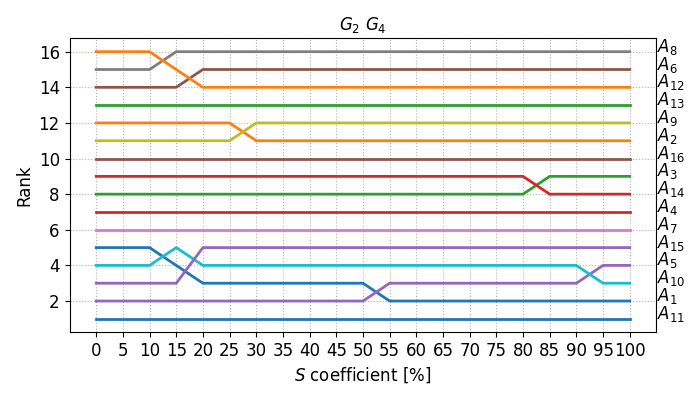 G₂ G₄
16
14
12
10
8
6
4
2
Rank
A₈
A₆
A₁₂
A₁₃
A₉
A₂
A₁₆
A₃
A₁₄
A₄
A₇
A₁₅
A₅
A₁₀
A₁
A₁₁
0 5 10 15 20 25 30 35 40 45 50 55 60 65 70 75 80 85 90 95 100
S coefficient [%]